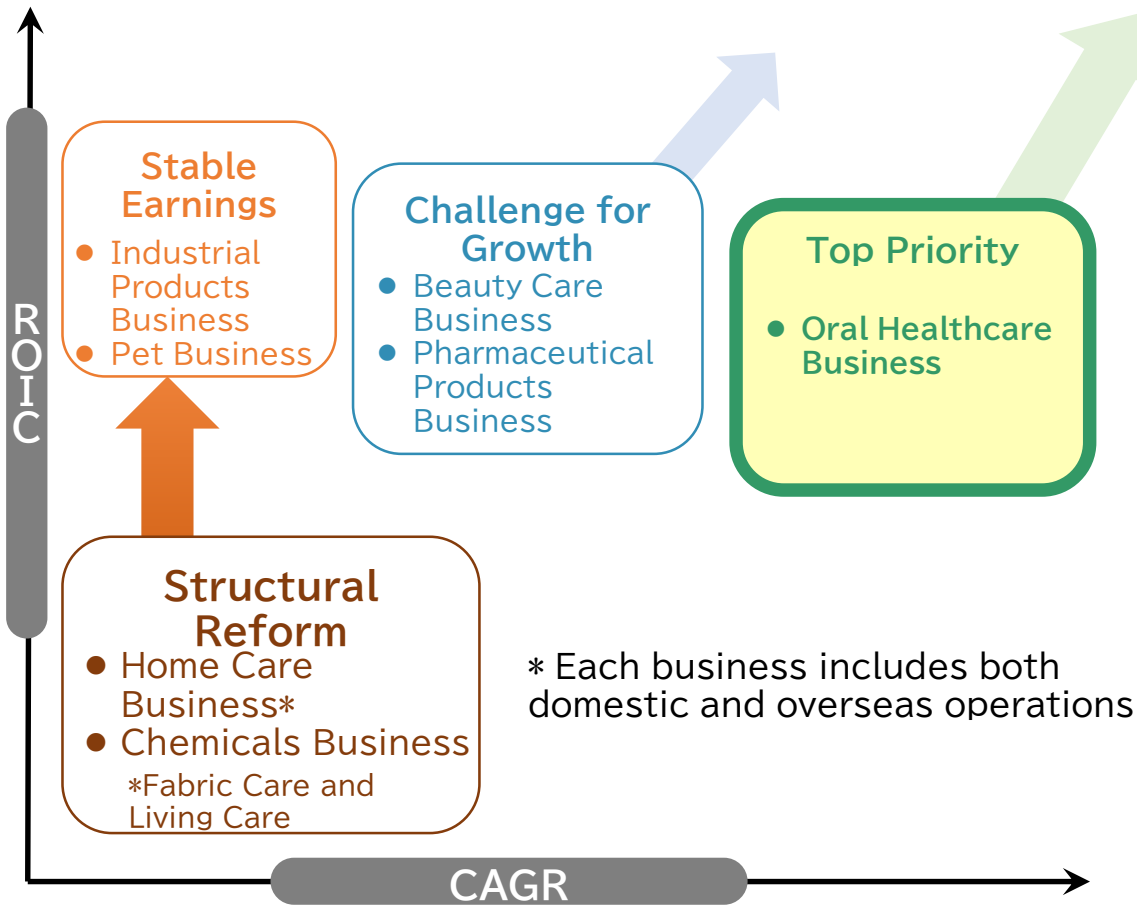 Stable
Earnings
● Industrial
Products
Business
● Pet Business
Challenge for
Growth
● Beauty Care
Business
● Pharmaceutical
Products
Business
Top Priority
● Oral Healthcare
Business
ROIC
Structural
Reform
● Home Care
Business*
● Chemicals Business
*Fabric Care and
Living Care
* Each business includes both
domestic and overseas operations
CAGR